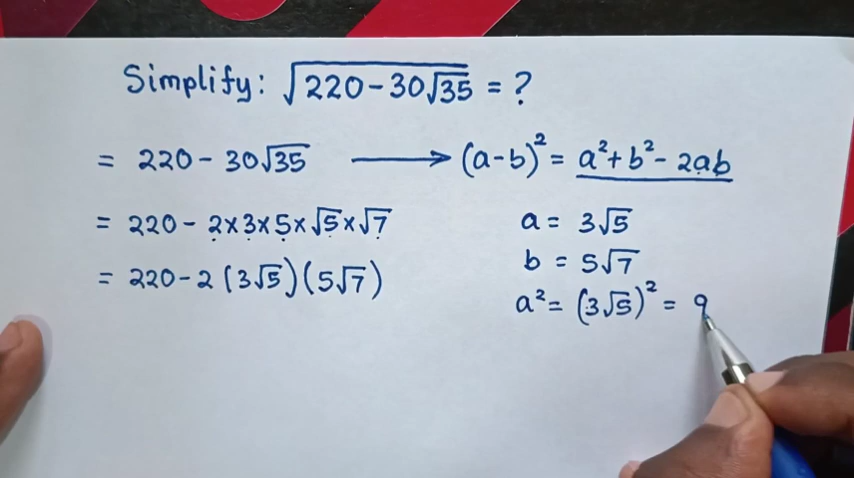 Simplify: √(220-30√35) = ?
= 220 - 30√35 ⟶ (a-b)² = a²+b²- 2ab
= 220 - 2×3×5×√5×√7
= 220-2 (3√5)(5√7)
a = 3√5
b = 5√7
a² = (3√5)² = 9